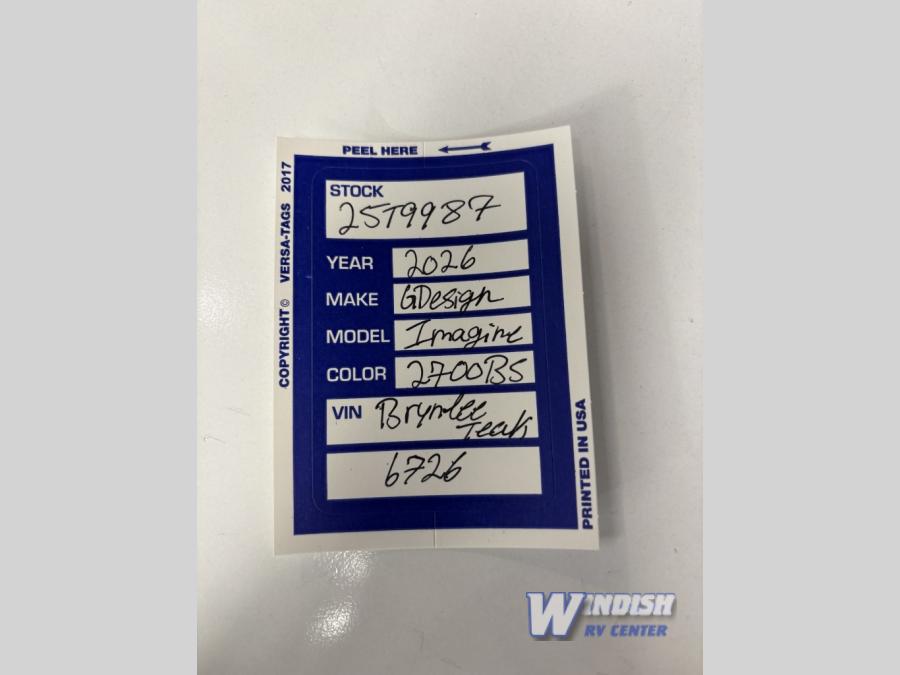 PEEL HERE
COPYRIGHT © VERSA-TAGS 2017
STOCK
25T9987
YEAR 2026
MAKE GDesign
MODEL Imagine
COLOR 2700BS
VIN Brynlee
Teak
6726
PRINTED IN USA
WINDISH
RV CENTER